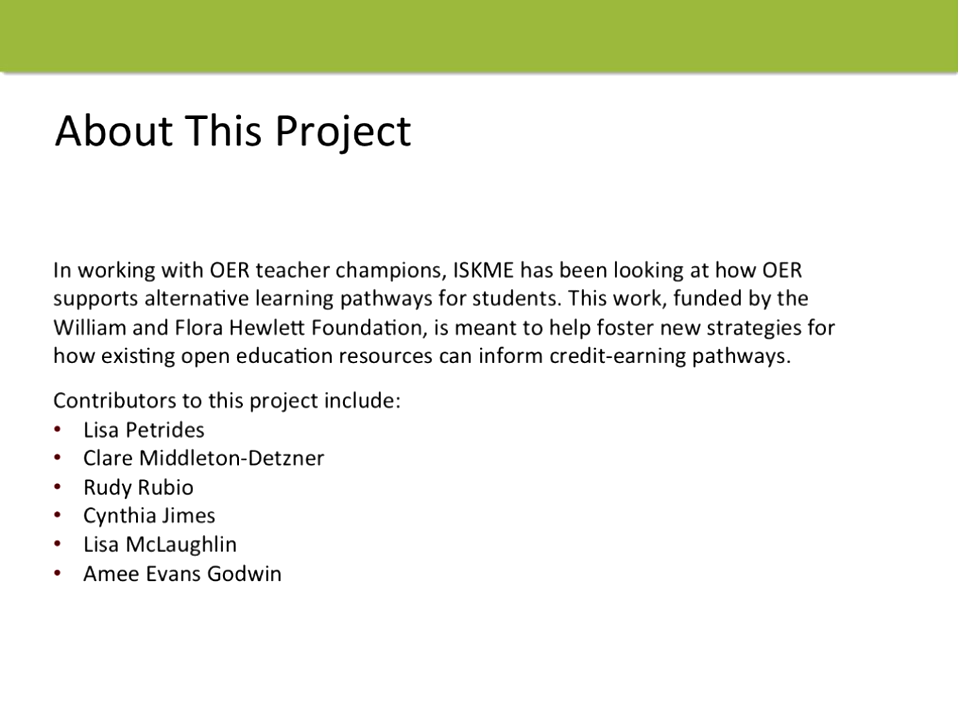 About This Project
In working with OER teacher champions, ISKME has been looking at how OER
supports alternative learning pathways for students. This work, funded by the
William and Flora Hewlett Foundation, is meant to help foster new strategies for
how existing open education resources can inform credit-earning pathways.
Contributors to this project include:
• Lisa Petrides
• Clare Middleton-Detzner
• Rudy Rubio
• Cynthia Jimes
• Lisa McLaughlin
• Amee Evans Godwin